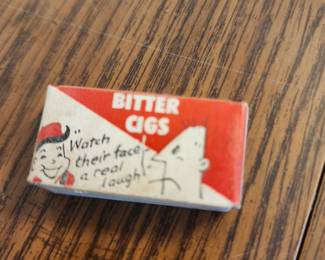 BITTER
CIGS
"Watch
their face
a real
laugh"